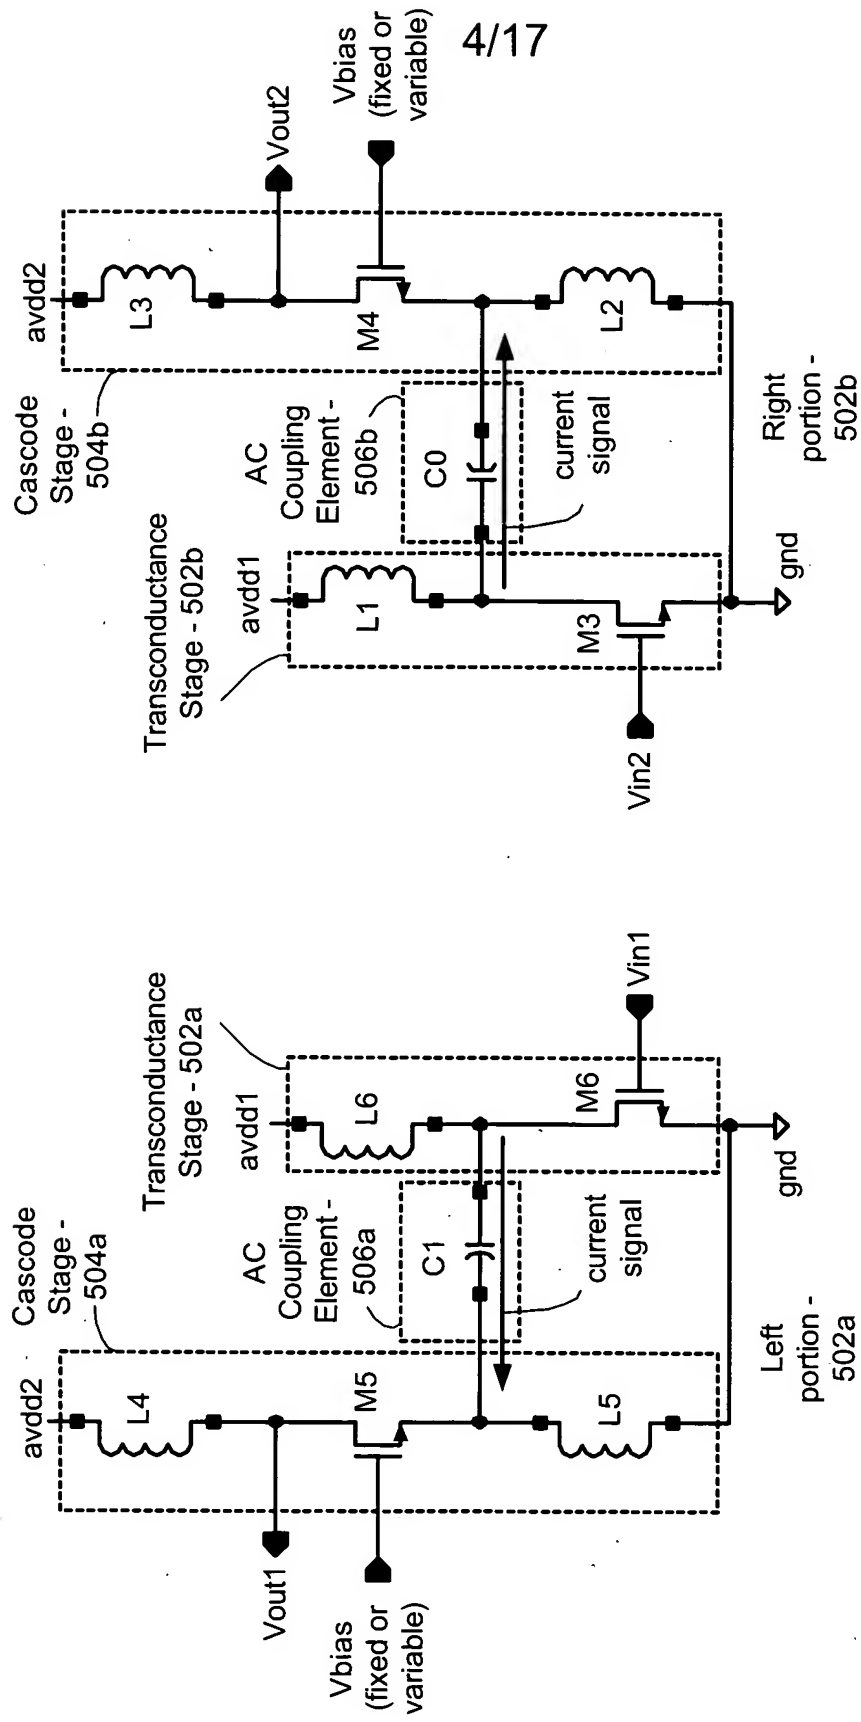 4/17
Cascode
Stage -
504a
Transconductance
Stage - 502a
avdd2
avdd1
L4
L6
AC
Coupling
Element -
506a
Vout1
M5
C1
M6
Vin1
Vbias
(fixed or
variable)
current
signal
L5
gnd
Left
portion -
502a
Transconductance
Stage - 502b
Cascode
Stage -
504b
avdd1
avdd2
L1
L3
AC
Coupling
Element -
506b
Vout2
M4
C0
M3
Vin2
Vbias
(fixed or
variable)
current
signal
L2
gnd
Right
portion -
502b